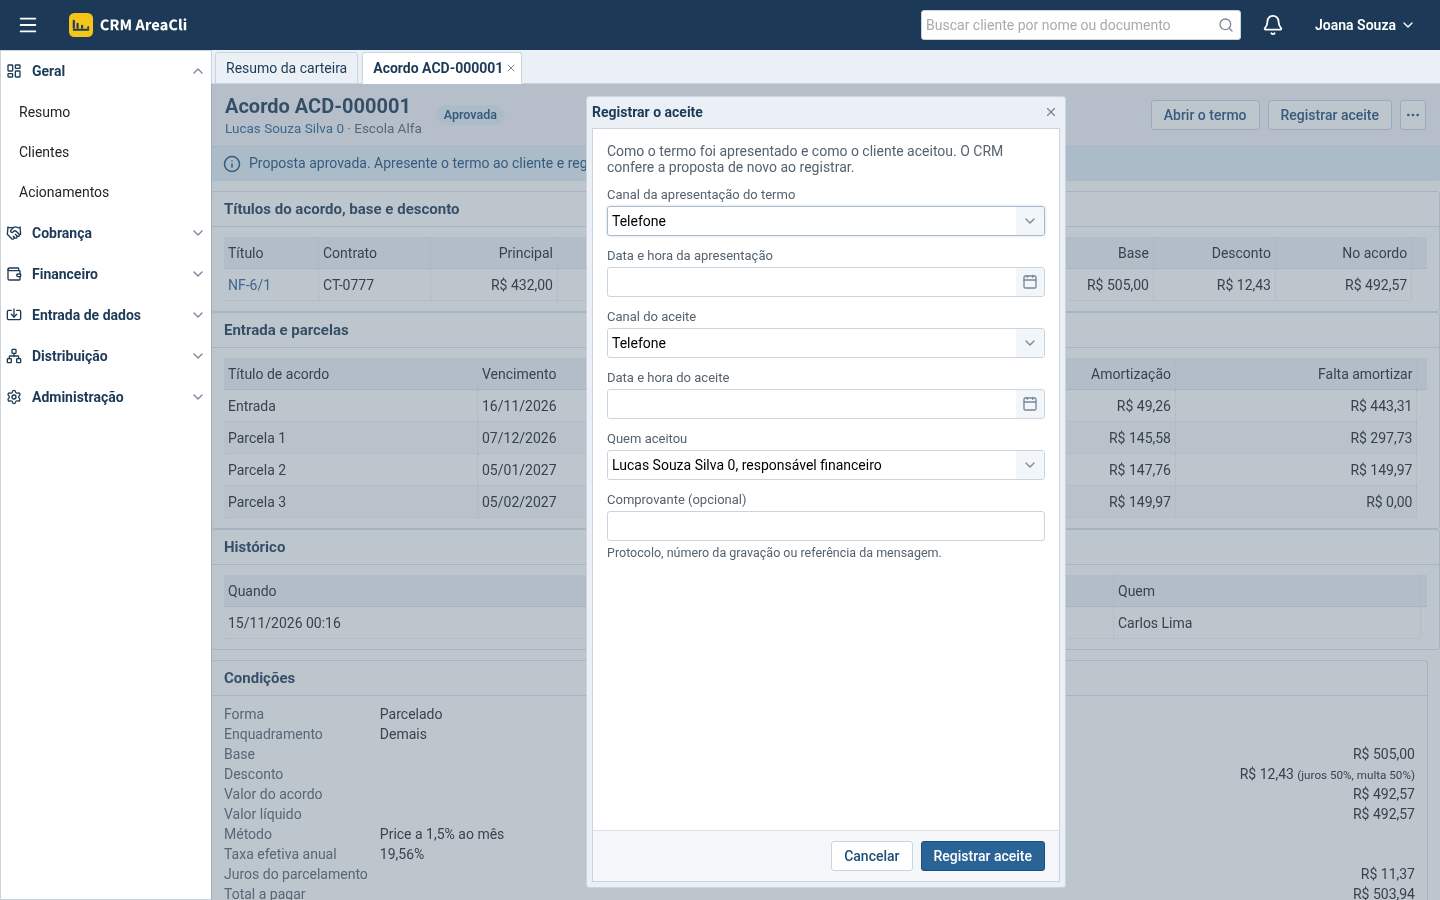 CRM AreaCli
Buscar cliente por nome ou documento
Joana Souza
Geral
Resumo
Clientes
Acionamentos
Cobrança
Financeiro
Entrada de dados
Distribuição
Administração
Resumo da carteira
Acordo ACD-000001
Acordo ACD-000001
Aprovada
Lucas Souza Silva 0 · Escola Alfa
Abrir o termo
Registrar aceite
Proposta aprovada. Apresente o termo ao cliente e reg
Títulos do acordo, base e desconto
Título Contrato Principal Base Desconto No acordo
NF-6/1 CT-0777 R$ 432,00 R$ 505,00 R$ 12,43 R$ 492,57
Entrada e parcelas
Título de acordo Vencimento Amortização Falta amortizar
Entrada 16/11/2026 R$ 49,26 R$ 443,31
Parcela 1 07/12/2026 R$ 145,58 R$ 297,73
Parcela 2 05/01/2027 R$ 147,76 R$ 149,97
Parcela 3 05/02/2027 R$ 149,97 R$ 0,00
Histórico
Quando Quem
15/11/2026 00:16 Carlos Lima
Condições
Forma Parcelado
Enquadramento Demais
Base R$ 505,00
Desconto R$ 12,43 (juros 50%, multa 50%)
Valor do acordo R$ 492,57
Valor líquido R$ 492,57
Método Price a 1,5% ao mês
Taxa efetiva anual 19,56%
Juros do parcelamento R$ 11,37
Total a pagar R$ 503,94
Registrar o aceite
Como o termo foi apresentado e como o cliente aceitou. O CRM
confere a proposta de novo ao registrar.
Canal da apresentação do termo
Telefone
Data e hora da apresentação
Canal do aceite
Telefone
Data e hora do aceite
Quem aceitou
Lucas Souza Silva 0, responsável financeiro
Comprovante (opcional)
Protocolo, número da gravação ou referência da mensagem.
Cancelar
Registrar aceite